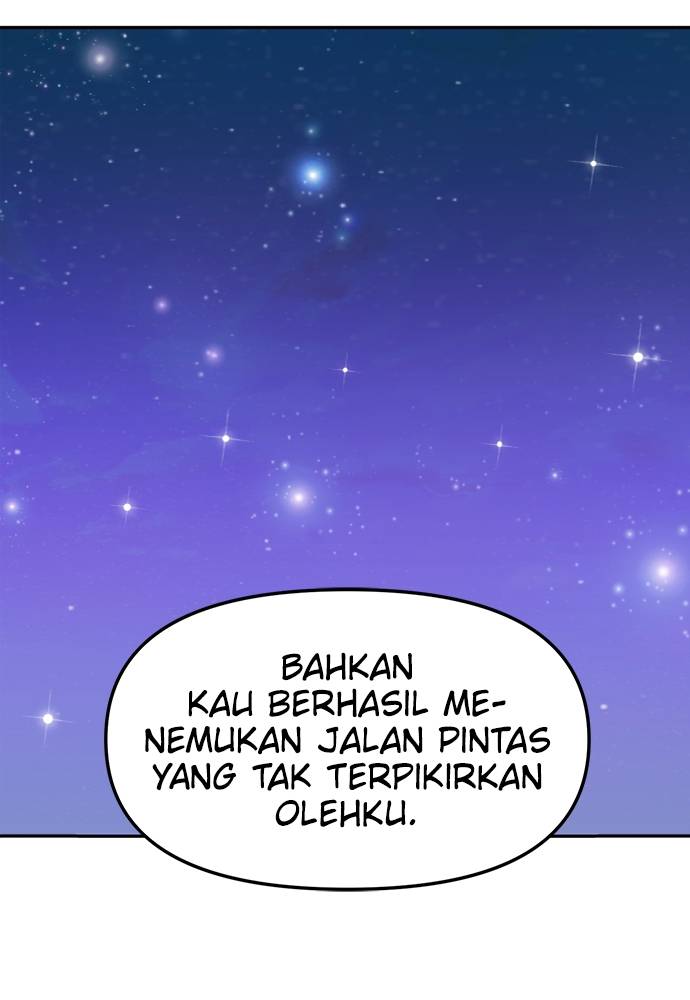 BAHKAN
KAU BERHASIL ME-
NEMUKAN JALAN PINTAS
YANG TAK TERPIKIRKAN
OLEHKU.